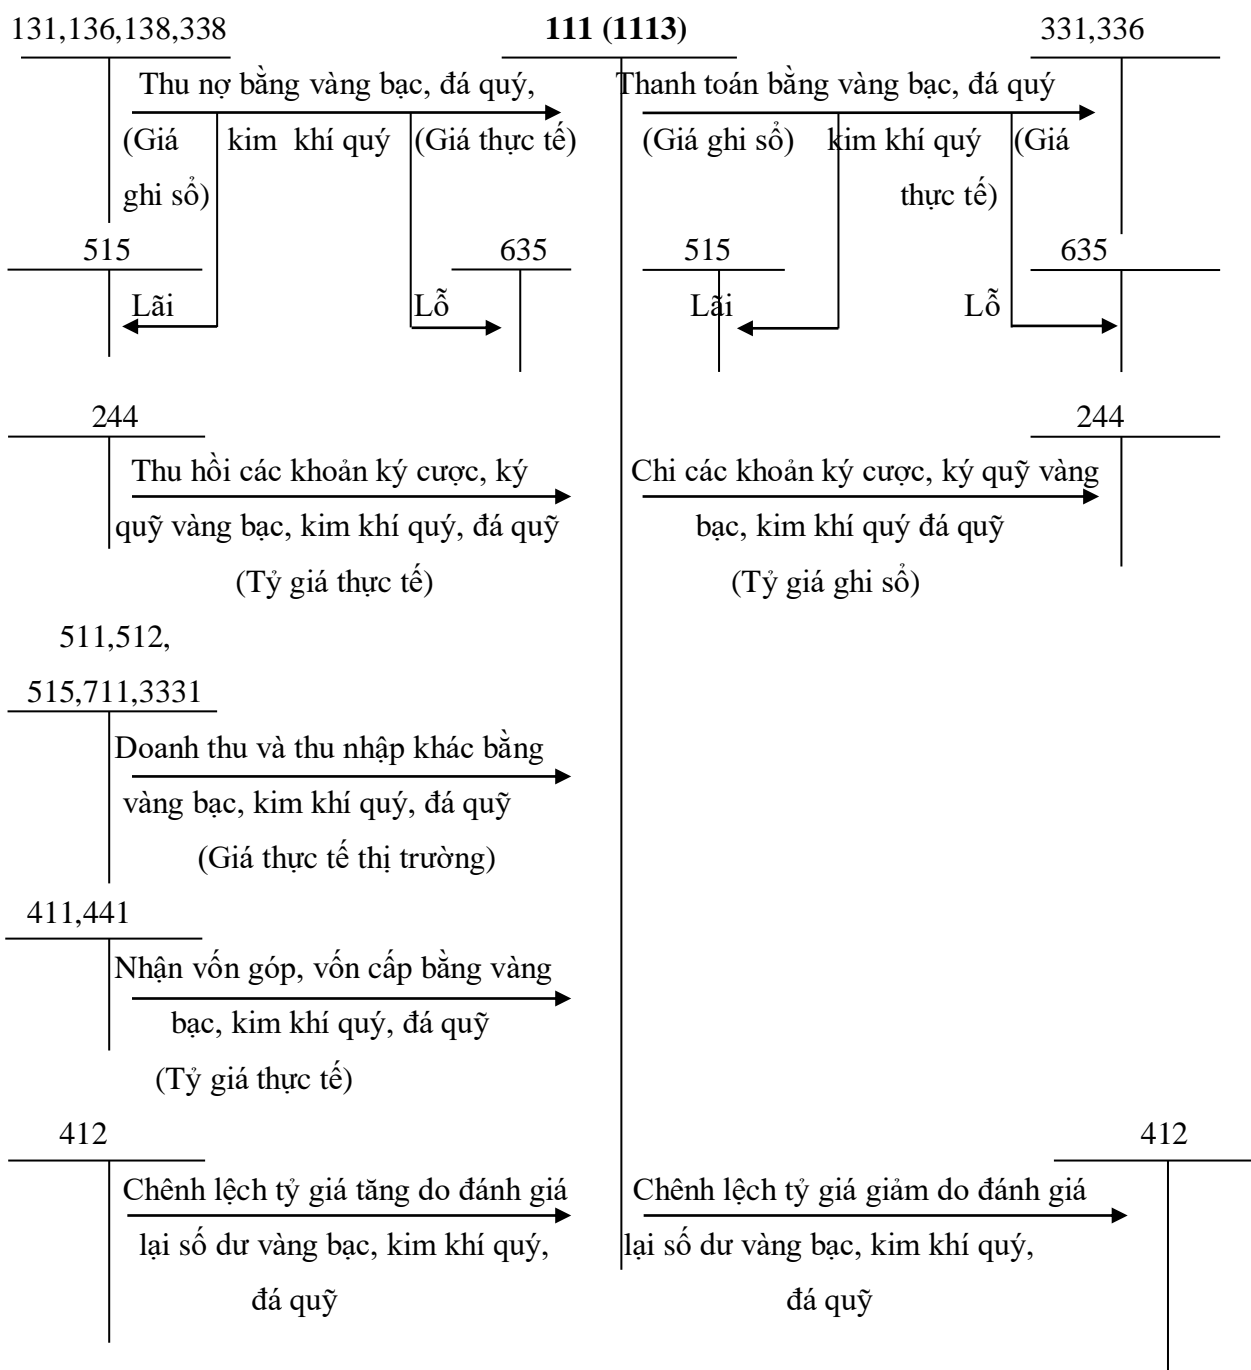 131,136,138,338
111 (1113)
331,336
Thu nợ bằng vàng bạc, đá quý,
(Giá kim khí quý (Giá thực tế)
ghi sổ)
Thanh toán bằng vàng bạc, đá quý
(Giá ghi sổ) kim khí quý (Giá
thực tế)
515
635
515
635
Lãi
Lỗ
Lãi
Lỗ
244
244
Thu hồi các khoản ký cược, ký
quỹ vàng bạc, kim khí quý, đá quỹ
(Tỷ giá thực tế)
Chi các khoản ký cược, ký quỹ vàng
bạc, kim khí quý đá quỹ
(Tỷ giá ghi sổ)
511,512,
515,711,3331
Doanh thu và thu nhập khác bằng
vàng bạc, kim khí quý, đá quỹ
(Giá thực tế thị trường)
411,441
Nhận vốn góp, vốn cấp bằng vàng
bạc, kim khí quý, đá quỹ
(Tỷ giá thực tế)
412
412
Chênh lệch tỷ giá tăng do đánh giá
lại số dư vàng bạc, kim khí quý,
đá quỹ
Chênh lệch tỷ giá giảm do đánh giá
lại số dư vàng bạc, kim khí quý,
đá quỹ